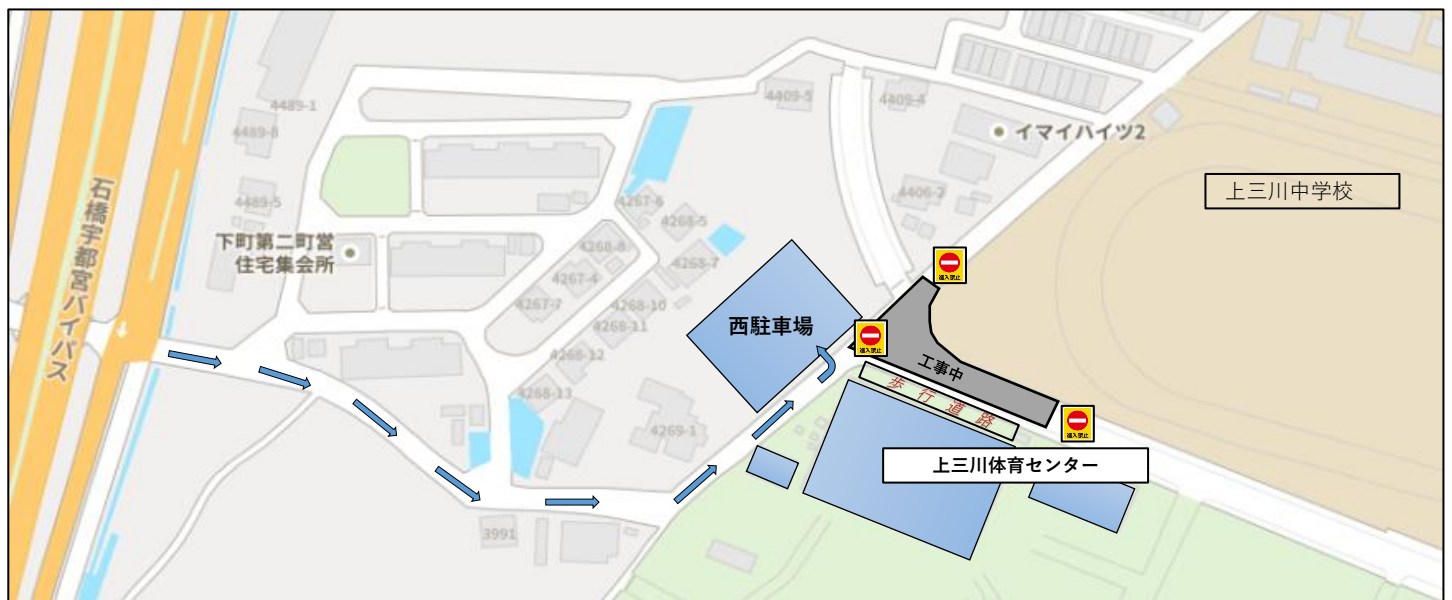 4489-1
4409-5
4409-4
4489-8
イマイハイツ2
上三川中学校
4406-2
4489-5
4267-6
4268-5
石橋宇都宮バイパス
下町第二町営
住宅集会所
4268-8
4268-7
4267-4
進入禁止
4267-7
4268-10
4268-11
西駐車場
進入禁止
4268-12
工事中
4268-13
歩行道路
進入禁止
4269-1
上三川体育センター
3991